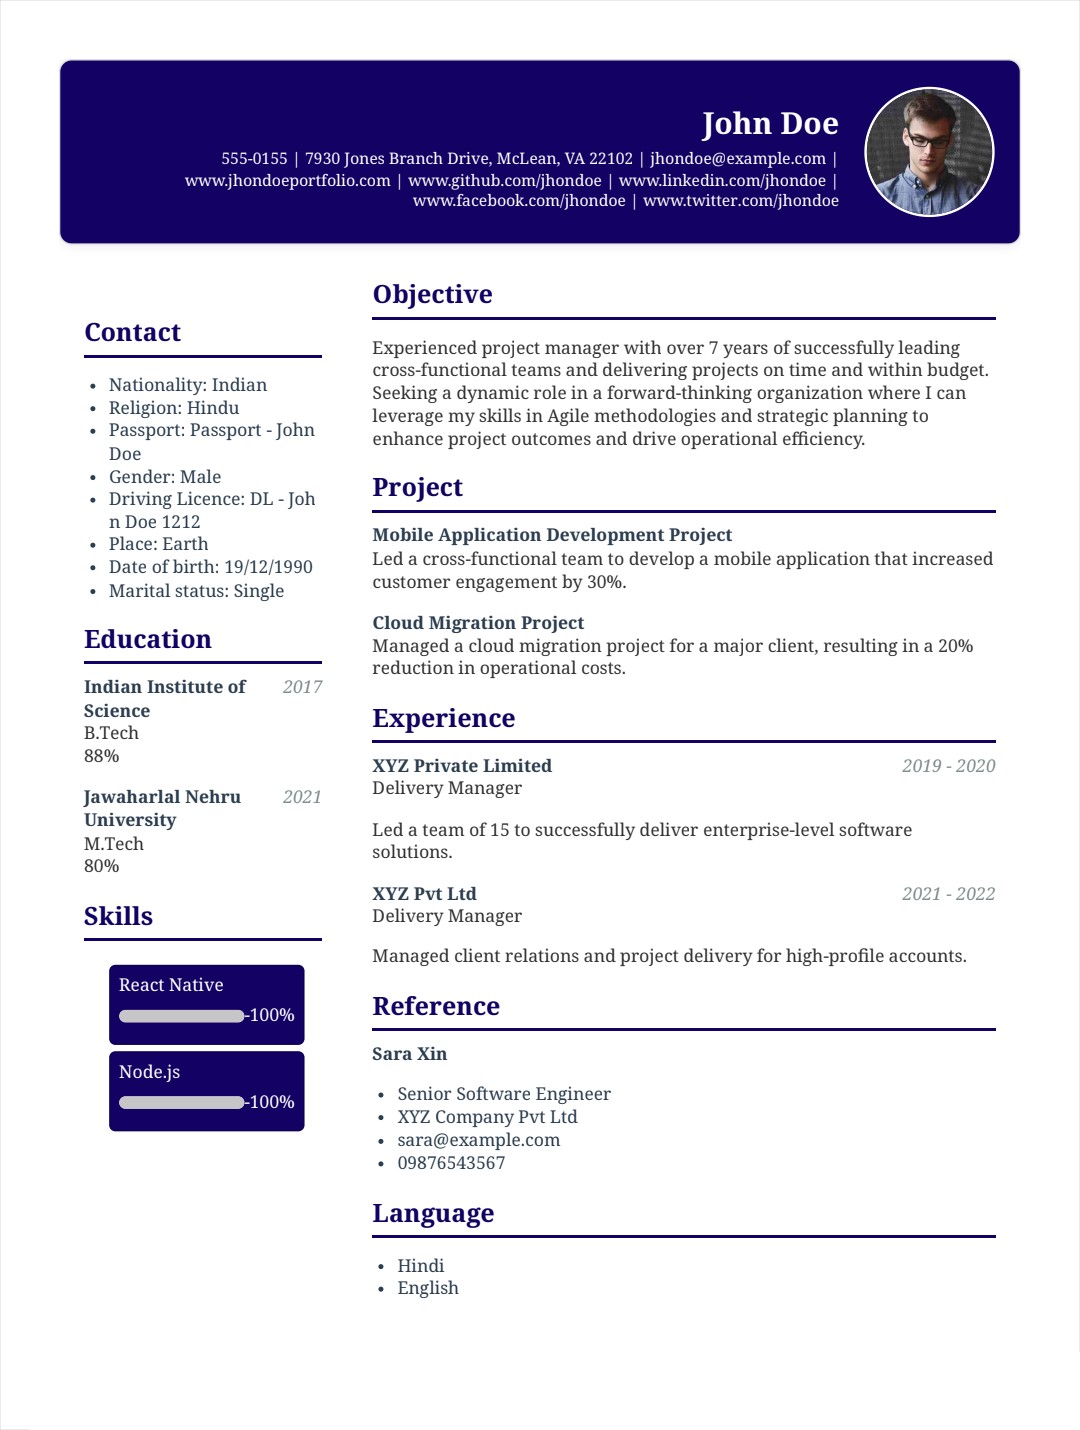 John Doe
555-0155 | 7930 Jones Branch Drive, McLean, VA 22102 | jhondoe@example.com |
www.jhondoeportfolio.com | www.github.com/jhondoe | www.linkedin.com/jhondoe |
www.facebook.com/jhondoe | www.twitter.com/jhondoe
Contact
• Nationality: Indian
• Religion: Hindu
• Passport: Passport - John
Doe
• Gender: Male
• Driving Licence: DL - Joh
n Doe 1212
• Place: Earth
• Date of birth: 19/12/1990
• Marital status: Single
Education
Indian Institute of 2017
Science
B.Tech
88%
Jawaharlal Nehru 2021
University
M.Tech
80%
Skills
React Native
-100%
Node.js
-100%
Objective
Experienced project manager with over 7 years of successfully leading
cross-functional teams and delivering projects on time and within budget.
Seeking a dynamic role in a forward-thinking organization where I can
leverage my skills in Agile methodologies and strategic planning to
enhance project outcomes and drive operational efficiency.
Project
Mobile Application Development Project
Led a cross-functional team to develop a mobile application that increased
customer engagement by 30%.
Cloud Migration Project
Managed a cloud migration project for a major client, resulting in a 20%
reduction in operational costs.
Experience
XYZ Private Limited 2019 - 2020
Delivery Manager
Led a team of 15 to successfully deliver enterprise-level software
solutions.
XYZ Pvt Ltd 2021 - 2022
Delivery Manager
Managed client relations and project delivery for high-profile accounts.
Reference
Sara Xin
• Senior Software Engineer
• XYZ Company Pvt Ltd
• sara@example.com
• 09876543567
Language
• Hindi
• English